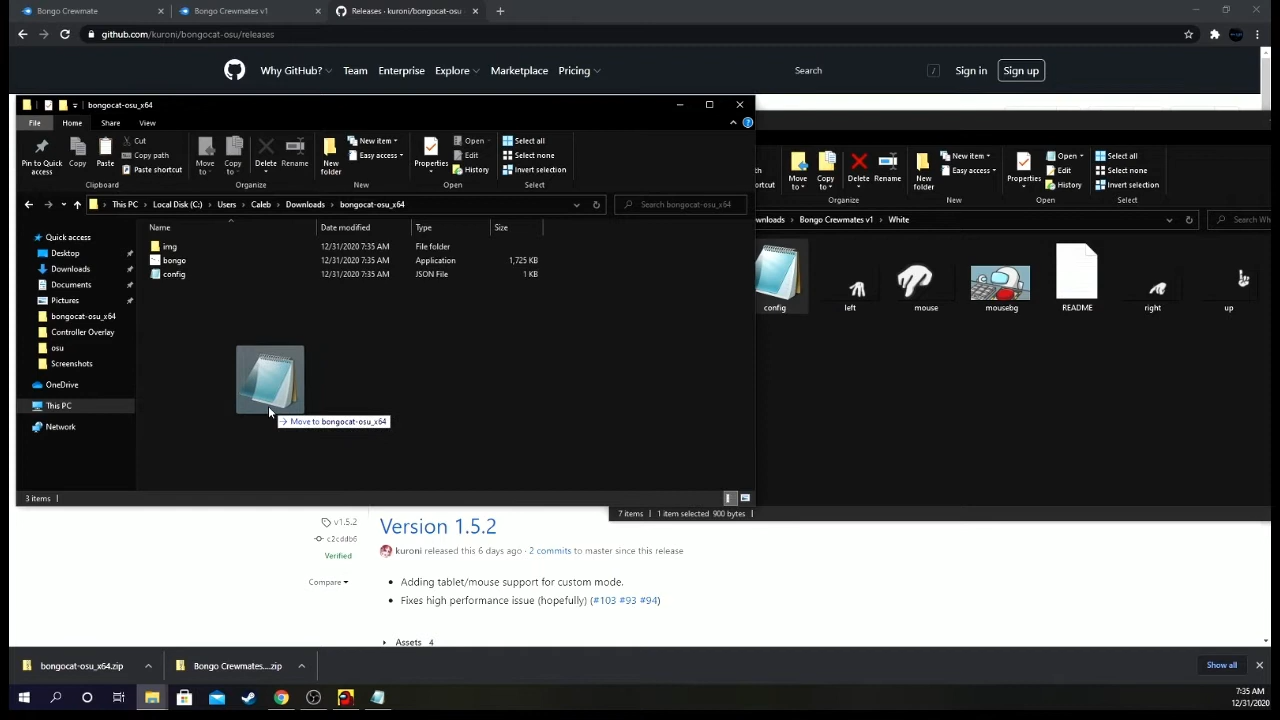 Bongo Crewmate
Bongo Crewmates v1
Releases · kuroni/bongocat-osu
github.com/kuroni/bongocat-osu/releases
Why GitHub? Team Enterprise Explore Marketplace Pricing Search / Sign in Sign up
bongocat-osu_x64
File Home Share View
Pin to Quick access
Copy
Paste
Cut
Copy path
Paste shortcut
Clipboard
Move to
Copy to
Delete
Rename
Organize
New folder
New item
Easy access
New
Properties
Open
Edit
History
Open
Select all
Select none
Invert selection
Select
This PC Local Disk (C:) Users Caleb Downloads bongocat-osu_x64
Search bongocat-osu_x64
Name Date modified Type Size
img 12/31/2020 7:35 AM File folder
bongo 12/31/2020 7:35 AM Application 1,725 KB
config 12/31/2020 7:35 AM JSON File 1 KB
Quick access
Desktop
Downloads
Documents
Pictures
bongocat-osu_x64
Controller Overlay
osu
Screenshots
OneDrive
This PC
Network
Move to bongocat-osu_x64
3 items
shortcut
Move to
Copy to
Delete
Rename
Organize
New folder
New item
Easy access
New
Properties
Open
Edit
History
Open
Select all
Select none
Invert selection
Select
wnloads Bongo Crewmates v1 White
Search Wh
config left mouse mousebg README right up
7 items 1 item selected 900 bytes
v1.5.2
c2cddb6
Verified
Compare
Version 1.5.2
kuroni released this 6 days ago · 2 commits to master since this release
Adding tablet/mouse support for custom mode.
Fixes high performance issue (hopefully) (#103 #93 #94)
Assets 4
bongocat-osu_x64.zip
Bongo Crewmates....zip
Show all
7:35 AM
12/31/2020